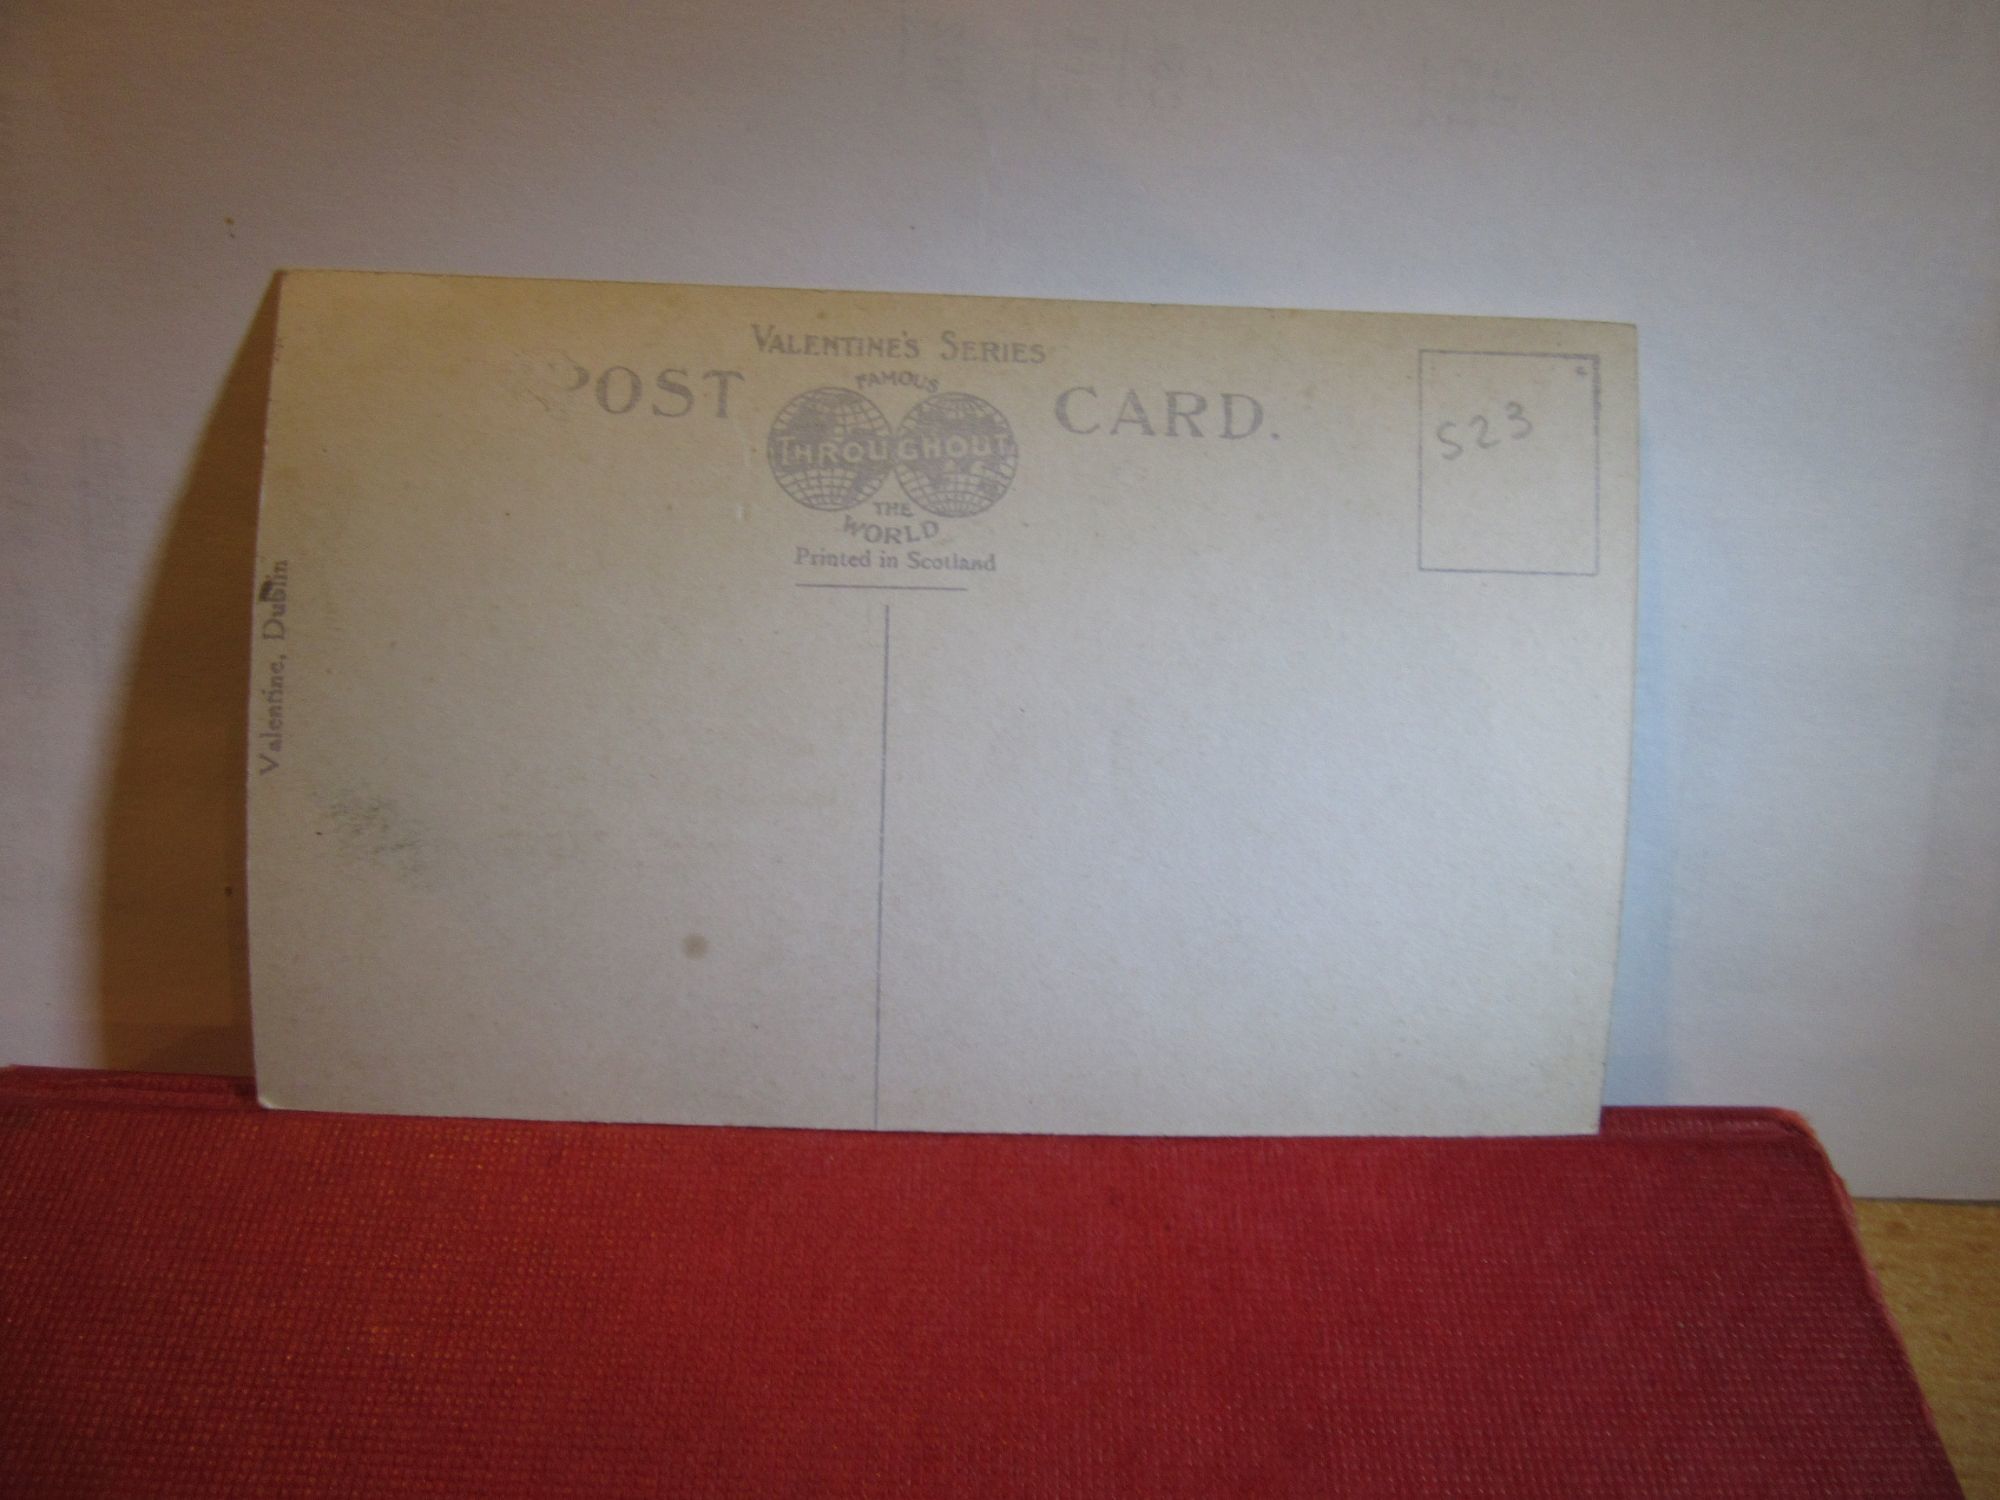 VALENTINE'S SERIES
POST CARD.
FAMOUS
THROUGHOUT
THE
WORLD
Printed in Scotland
523
Valentine, Dublin